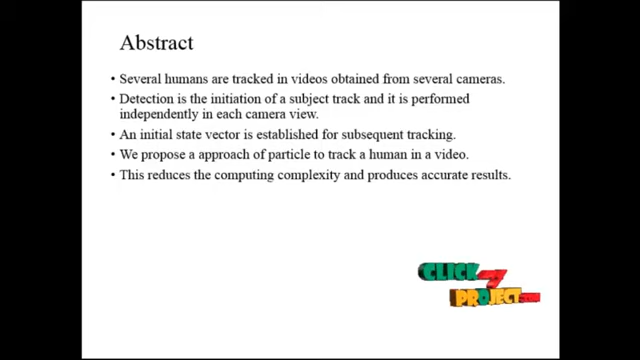 Abstract
• Several humans are tracked in videos obtained from several cameras.
• Detection is the initiation of a subject track and it is performed
independently in each camera view.
• An initial state vector is established for subsequent tracking.
• We propose a approach of particle to track a human in a video.
• This reduces the computing complexity and produces accurate results.
CLICK
PROJECT